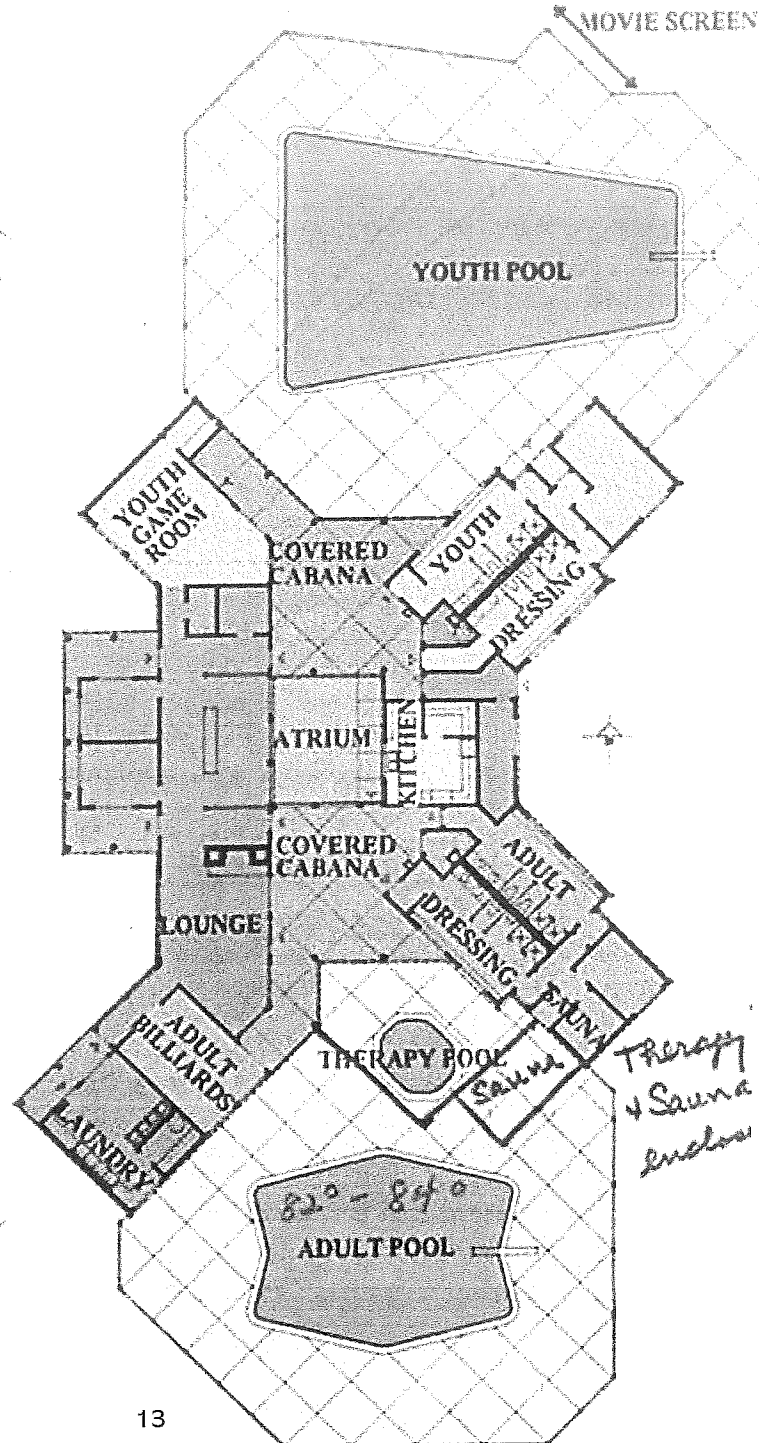 MOVIE SCREEN
YOUTH POOL
YOUTH
GAME
ROOM
COVERED
CABANA
YOUTH
DRESSING
ATRIUM
KITCHEN
COVERED
CABANA
ADULT
DRESSING
LOUNGE
SAUNA
ADULT
BILLIARDS
THERAPY POOL
Sauna
Therapy
& Sauna
LAUNDRY
82° - 84°
ADULT POOL
13